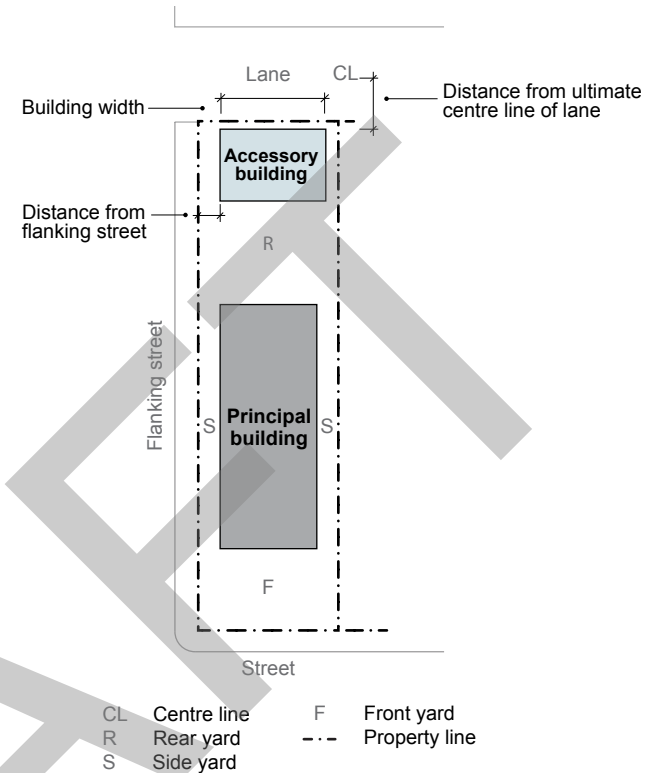 Lane
CL
Distance from ultimate
centre line of lane
Building width
Accessory
building
Distance from
flanking street
R
Flanking street
S
Principal
building
S
F
Street
CL Centre line
R Rear yard
S Side yard
F Front yard
Property line